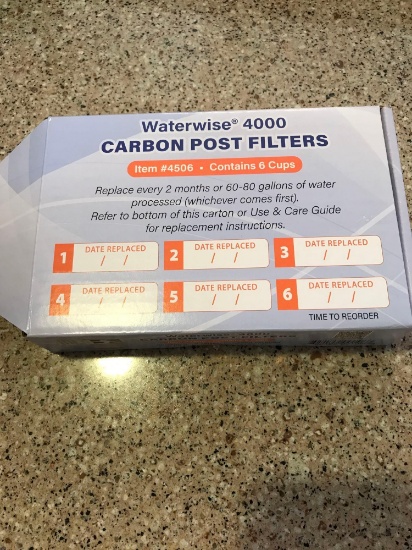 Waterwise® 4000
CARBON POST FILTERS
Item #4506 • Contains 6 Cups
Replace every 2 months or 60-80 gallons of water
processed (whichever comes first).
Refer to bottom of this carton or Use & Care Guide
for replacement instructions.
1 DATE REPLACED / /
2 DATE REPLACED / /
3 DATE REPLACED / /
4 DATE REPLACED / /
5 DATE REPLACED / /
6 DATE REPLACED / /
TIME TO REORDER
Waterwise® 4000